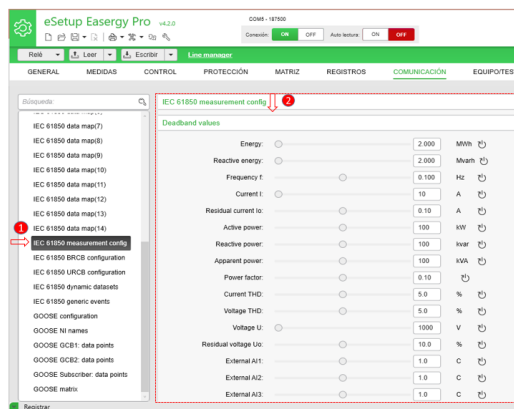 eSetup Easergy Pro v4.2.0
COM5 - 187500
Conexión: ON OFF Auto lectura: ON OFF
Relé Leer Escribir Line manager
GENERAL MEDIDAS CONTROL PROTECCIÓN MATRIZ REGISTROS COMUNICACIÓN EQUIPO/TES
Búsqueda
IEC 61850 data map(7)
IEC 61850 data map(8)
IEC 61850 data map(9)
IEC 61850 data map(10)
IEC 61850 data map(11)
IEC 61850 data map(12)
IEC 61850 data map(13)
IEC 61850 data map(14)
1
IEC 61850 measurement config
IEC 61850 BRCB configuration
IEC 61850 URCB configuration
IEC 61850 dynamic datasets
IEC 61850 generic events
GOOSE configuration
GOOSE NI names
GOOSE GCB1: data points
GOOSE GCB2: data points
GOOSE Subscriber: data points
GOOSE matrix
Registrar
IEC 61850 measurement config 2
Deadband values
Energy: 2.000 MWh
Reactive energy: 2.000 Mvarh
Frequency f: 0.100 Hz
Current I: 10 A
Residual current Io: 0.10 A
Active power: 100 kW
Reactive power: 100 kvar
Apparent power: 100 kVA
Power factor: 0.10
Current THD: 5.0 %
Voltage THD: 5.0 %
Voltage U: 1000 V
Residual voltage Uo: 10.0 %
External AI1: 1.0 C
External AI2: 1.0 C
External AI3: 1.0 C